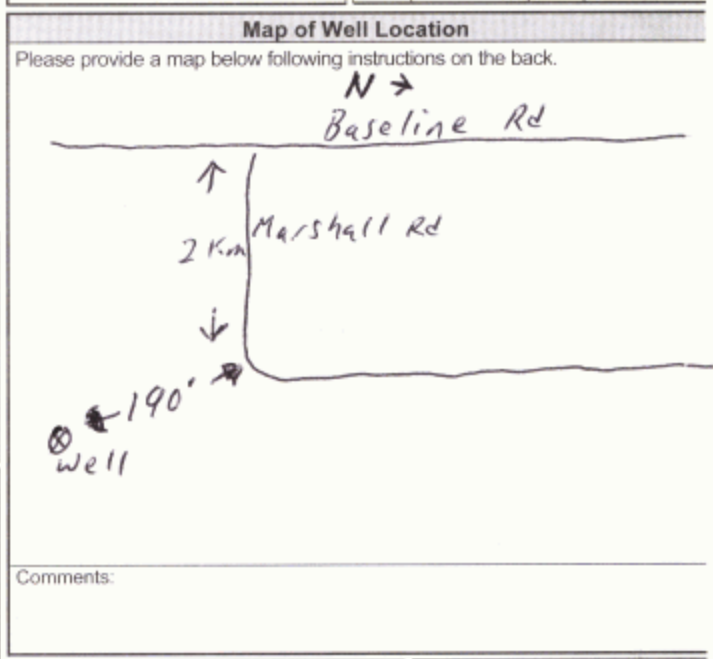 Map of Well Location
Please provide a map below following instructions on the back.
N →
Baseline Rd
Marshall Rd
2 Km
190'
well
Comments: